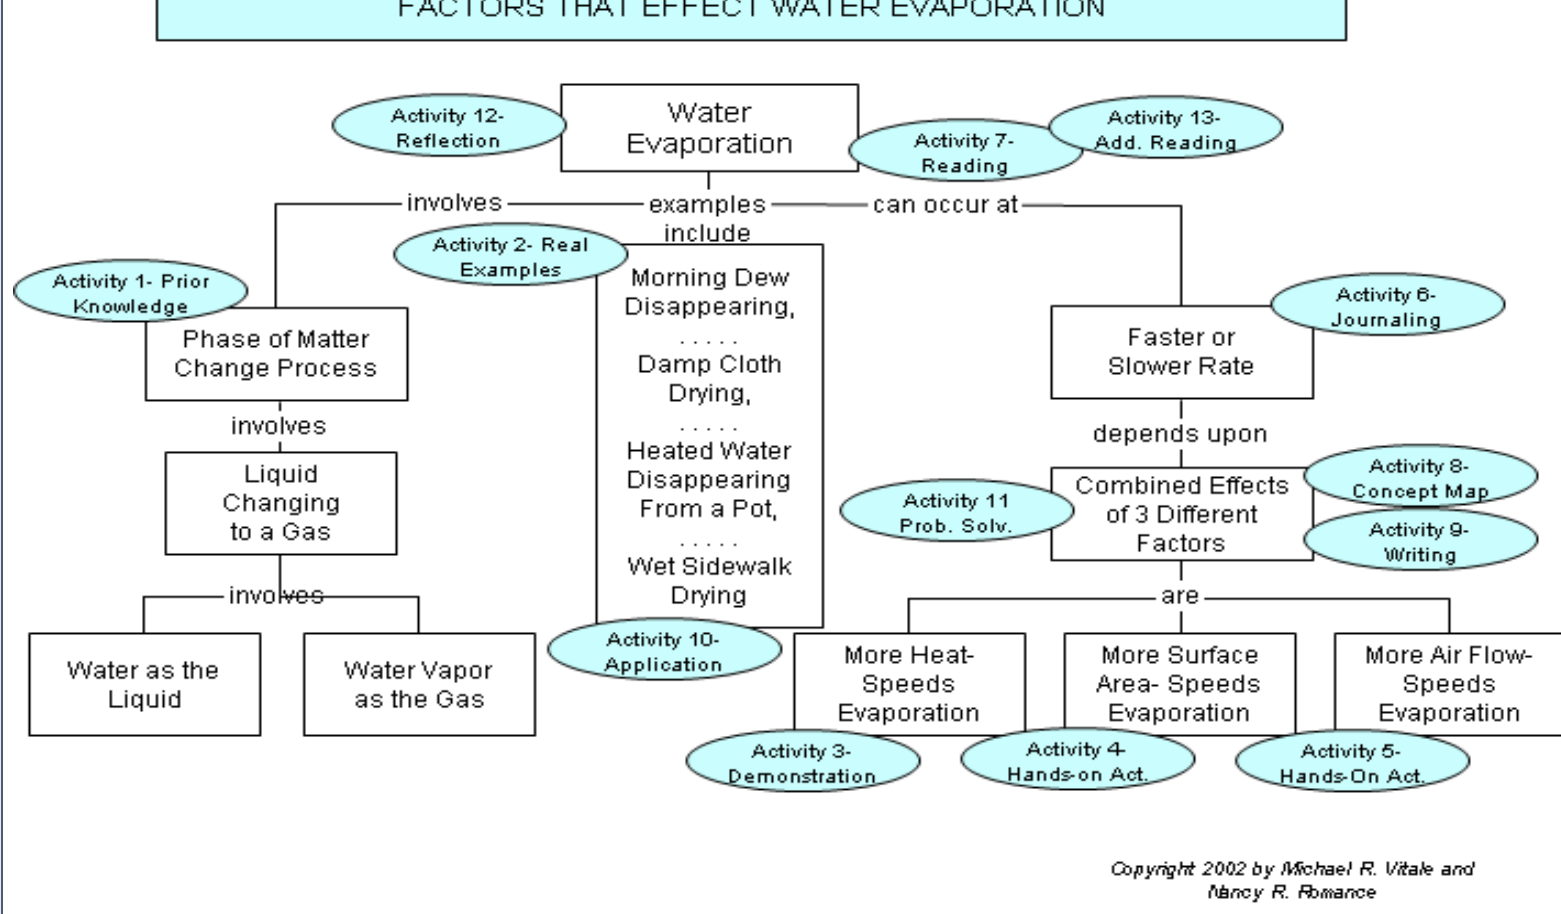 FACTORS THAT EFFECT WATER EVAPORATION
Activity 12-
Reflection
Water
Evaporation
Activity 7-
Reading
Activity 13-
Add. Reading
involves
examples
include
can occur at
Activity 1- Prior
Knowledge
Phase of Matter
Change Process
involves
Liquid
Changing
to a Gas
involves
Water as the
Liquid
Water Vapor
as the Gas
Activity 2- Real
Examples
Morning Dew
Disappearing,
. . . . .
Damp Cloth
Drying,
. . . . .
Heated Water
Disappearing
From a Pot,
. . . . .
Wet Sidewalk
Drying
Activity 10-
Application
Activity 6-
Journaling
Faster or
Slower Rate
depends upon
Activity 11
Prob. Solv.
Combined Effects
of 3 Different
Factors
Activity 8-
Concept Map
Activity 9-
Writing
are
More Heat-
Speeds
Evaporation
More Surface
Area- Speeds
Evaporation
More Air Flow-
Speeds
Evaporation
Activity 3-
Demonstration
Activity 4-
Hands-on Act.
Activity 5-
Hands-On Act.
Copyright 2002 by Michael R. Vitale and
Nancy R. Romance